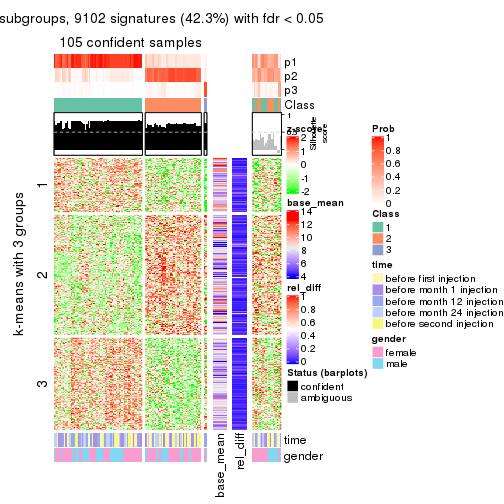 subgroups, 9102 signatures (42.3%) with fdr < 0.05
105 confident samples
p1
p2
p3
Class
1
0.5
Silhouette
score
k-means with 3 groups
1
2
3
time
gender
base_mean
rel_diff
z-score
2
1
0
-1
-2
base_mean
14
12
10
8
6
4
rel_diff
1
0.8
0.6
0.4
0.2
0
Status (barplots)
confident
ambiguous
Prob
1
0.8
0.6
0.4
0.2
0
Class
1
2
3
time
before first injection
before month 1 injection
before month 12 injection
before month 24 injection
before second injection
gender
female
male